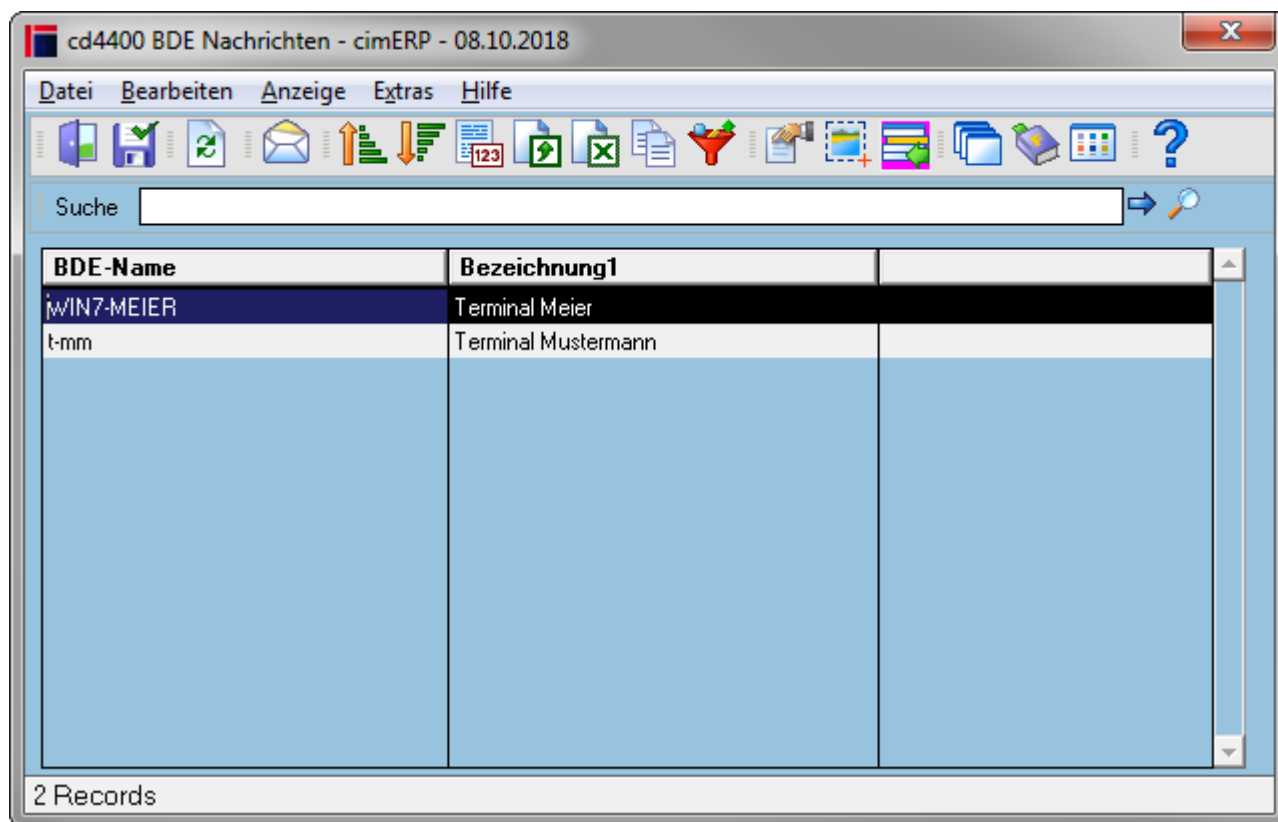 cd4400 BDE Nachrichten - cimERP - 08.10.2018
Datei Bearbeiten Anzeige Extras Hilfe
123
Suche
BDE-Name Bezeichnung1
WIN7-MEIER Terminal Meier
t-mm Terminal Mustermann
2 Records